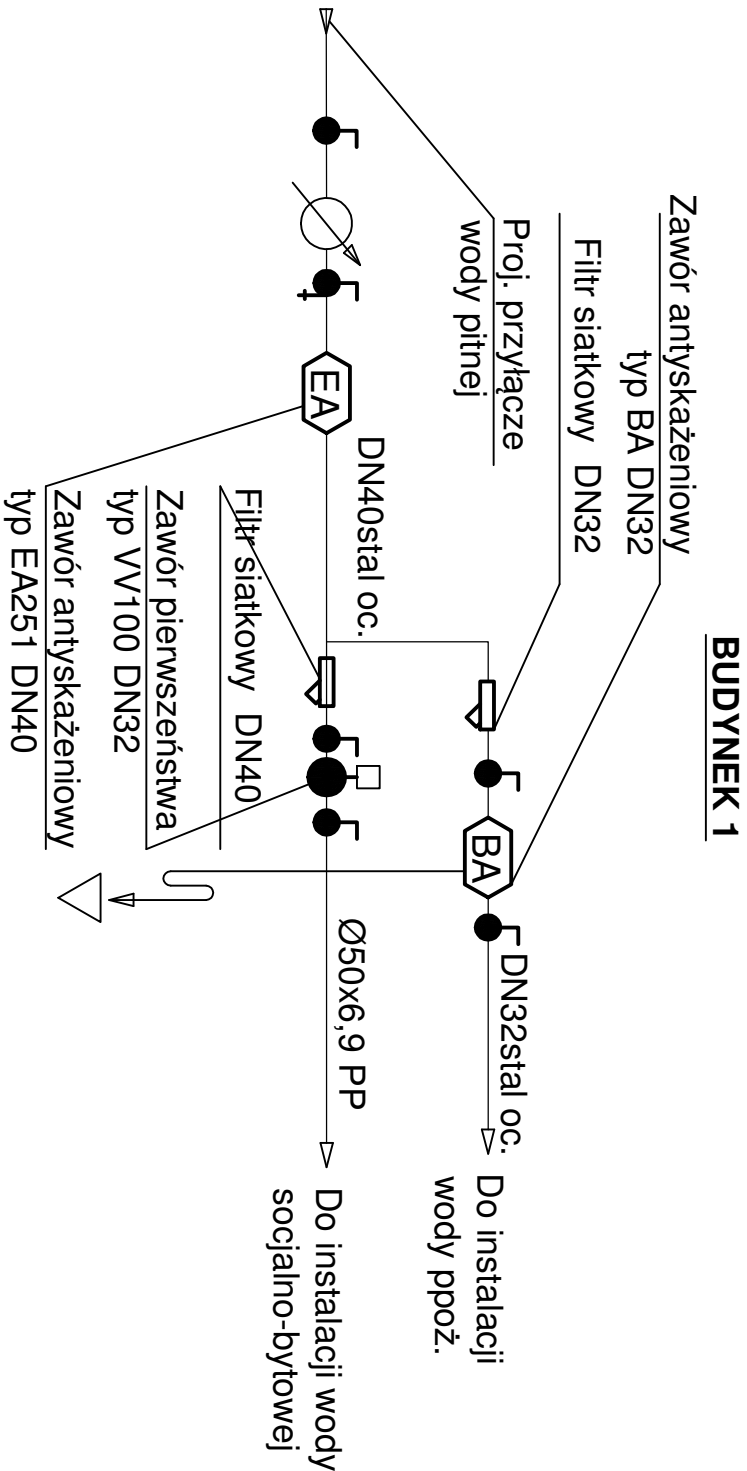 BUDYNEK 1
Zawór antyskażeniowy
typ BA DN32
Filtr siatkowy DN32
Proj. przyłącze
wody pitnej
BA
DN32stal oc.
Do instalacji
wody ppoż.
EA
DN40stal oc.
Ø50x6,9 PP
Do instalacji wody
socjalno-bytowej
Filtr siatkowy DN40
Zawór pierwszeństwa
typ VV100 DN32
Zawór antyskażeniowy
typ EA251 DN40